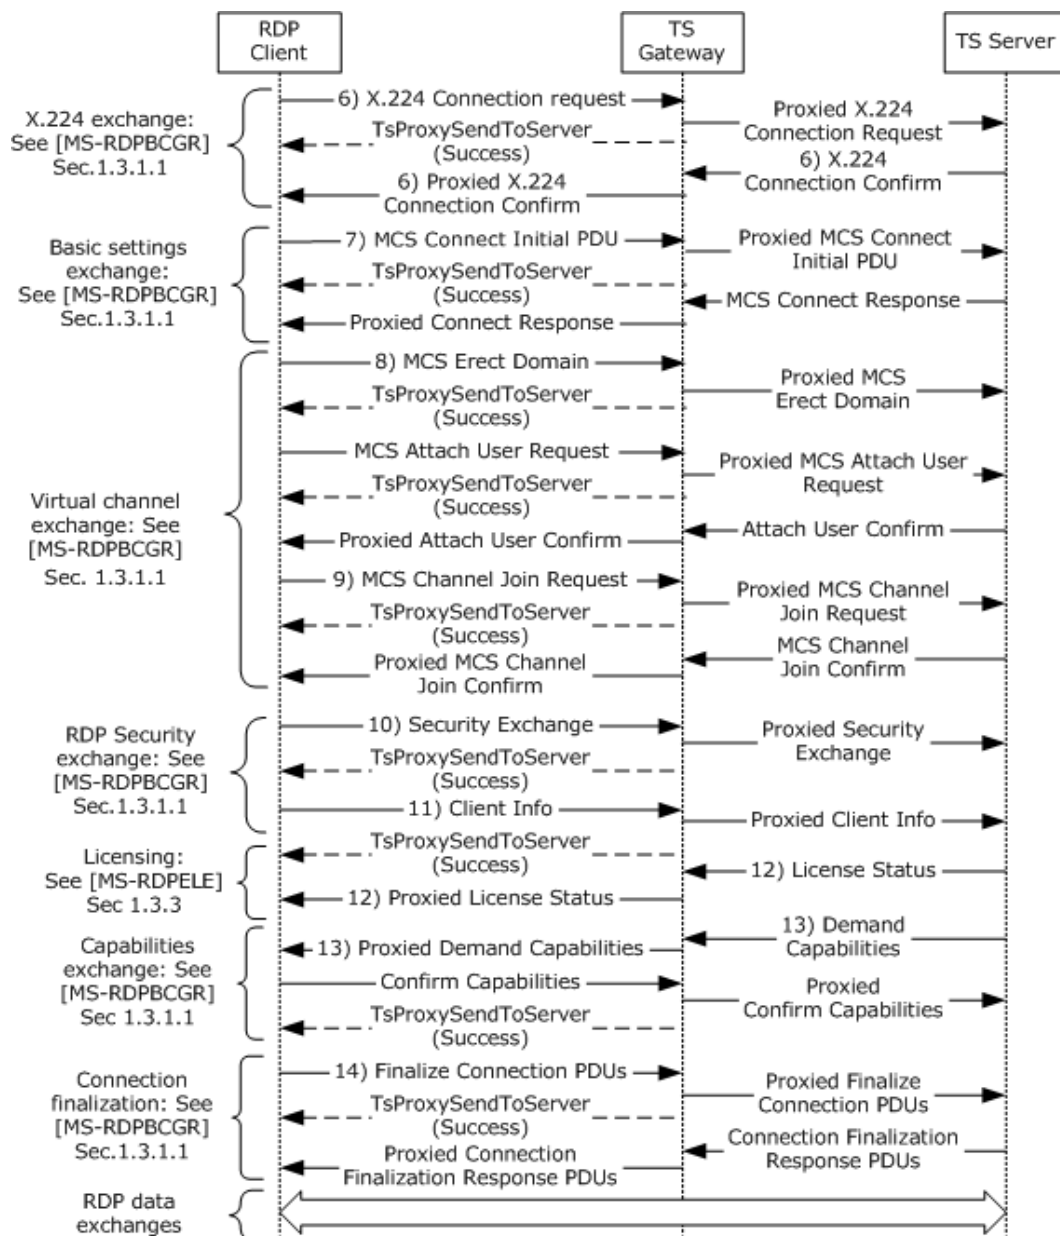 RDP
Client
TS
Gateway
TS Server
X.224 exchange:
See [MS-RDPBCGR]
Sec.1.3.1.1
6) X.224 Connection request
Proxied X.224
Connection Request
TsProxySendToServer
(Success)
6) X.224
Connection Confirm
6) Proxied X.224
Connection Confirm
Basic settings
exchange:
See [MS-RDPBCGR]
Sec.1.3.1.1
7) MCS Connect Initial PDU
Proxied MCS Connect
Initial PDU
TsProxySendToServer
(Success)
MCS Connect Response
Proxied Connect Response
Virtual channel
exchange: See
[MS-RDPBCGR]
Sec. 1.3.1.1
8) MCS Erect Domain
Proxied MCS
Erect Domain
TsProxySendToServer
(Success)
MCS Attach User Request
Proxied MCS Attach User
Request
TsProxySendToServer
(Success)
Attach User Confirm
Proxied Attach User Confirm
9) MCS Channel Join Request
Proxied MCS Channel
Join Request
TsProxySendToServer
(Success)
MCS Channel
Join Confirm
Proxied MCS Channel
Join Confirm
RDP Security
exchange: See
[MS-RDPBCGR]
Sec.1.3.1.1
10) Security Exchange
Proxied Security
Exchange
TsProxySendToServer
(Success)
11) Client Info
Proxied Client Info
Licensing:
See [MS-RDPELE]
Sec 1.3.3
TsProxySendToServer
(Success)
12) License Status
12) Proxied License Status
Capabilities
exchange: See
[MS-RDPBCGR]
Sec 1.3.1.1
13) Demand
Capabilities
13) Proxied Demand Capabilities
Confirm Capabilities
Proxied
Confirm Capabilities
TsProxySendToServer
(Success)
Connection
finalization: See
[MS-RDPBCGR]
Sec.1.3.1.1
14) Finalize Connection PDUs
Proxied Finalize
Connection PDUs
TsProxySendToServer
(Success)
Connection Finalization
Response PDUs
Proxied Connection
Finalization Response PDUs
RDP data
exchanges